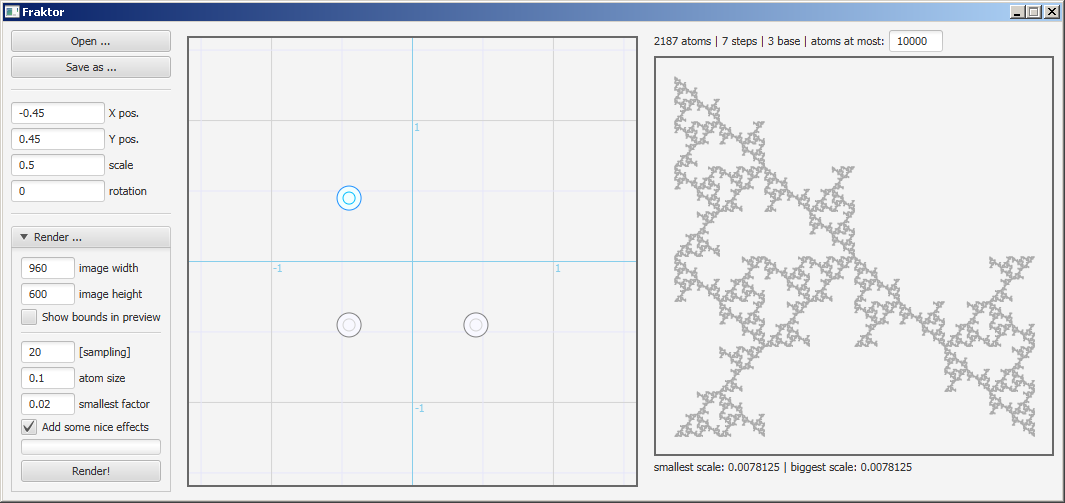 Fraktor
Open ...
Save as ...
-0.45 X pos.
0.45 Y pos.
0.5 scale
0 rotation
Render ...
960 image width
600 image height
Show bounds in preview
20 [sampling]
0.1 atom size
0.02 smallest factor
Add some nice effects
Render!
1
-1 1
-1
2187 atoms | 7 steps | 3 base | atoms at most: 10000
smallest scale: 0.0078125 | biggest scale: 0.0078125